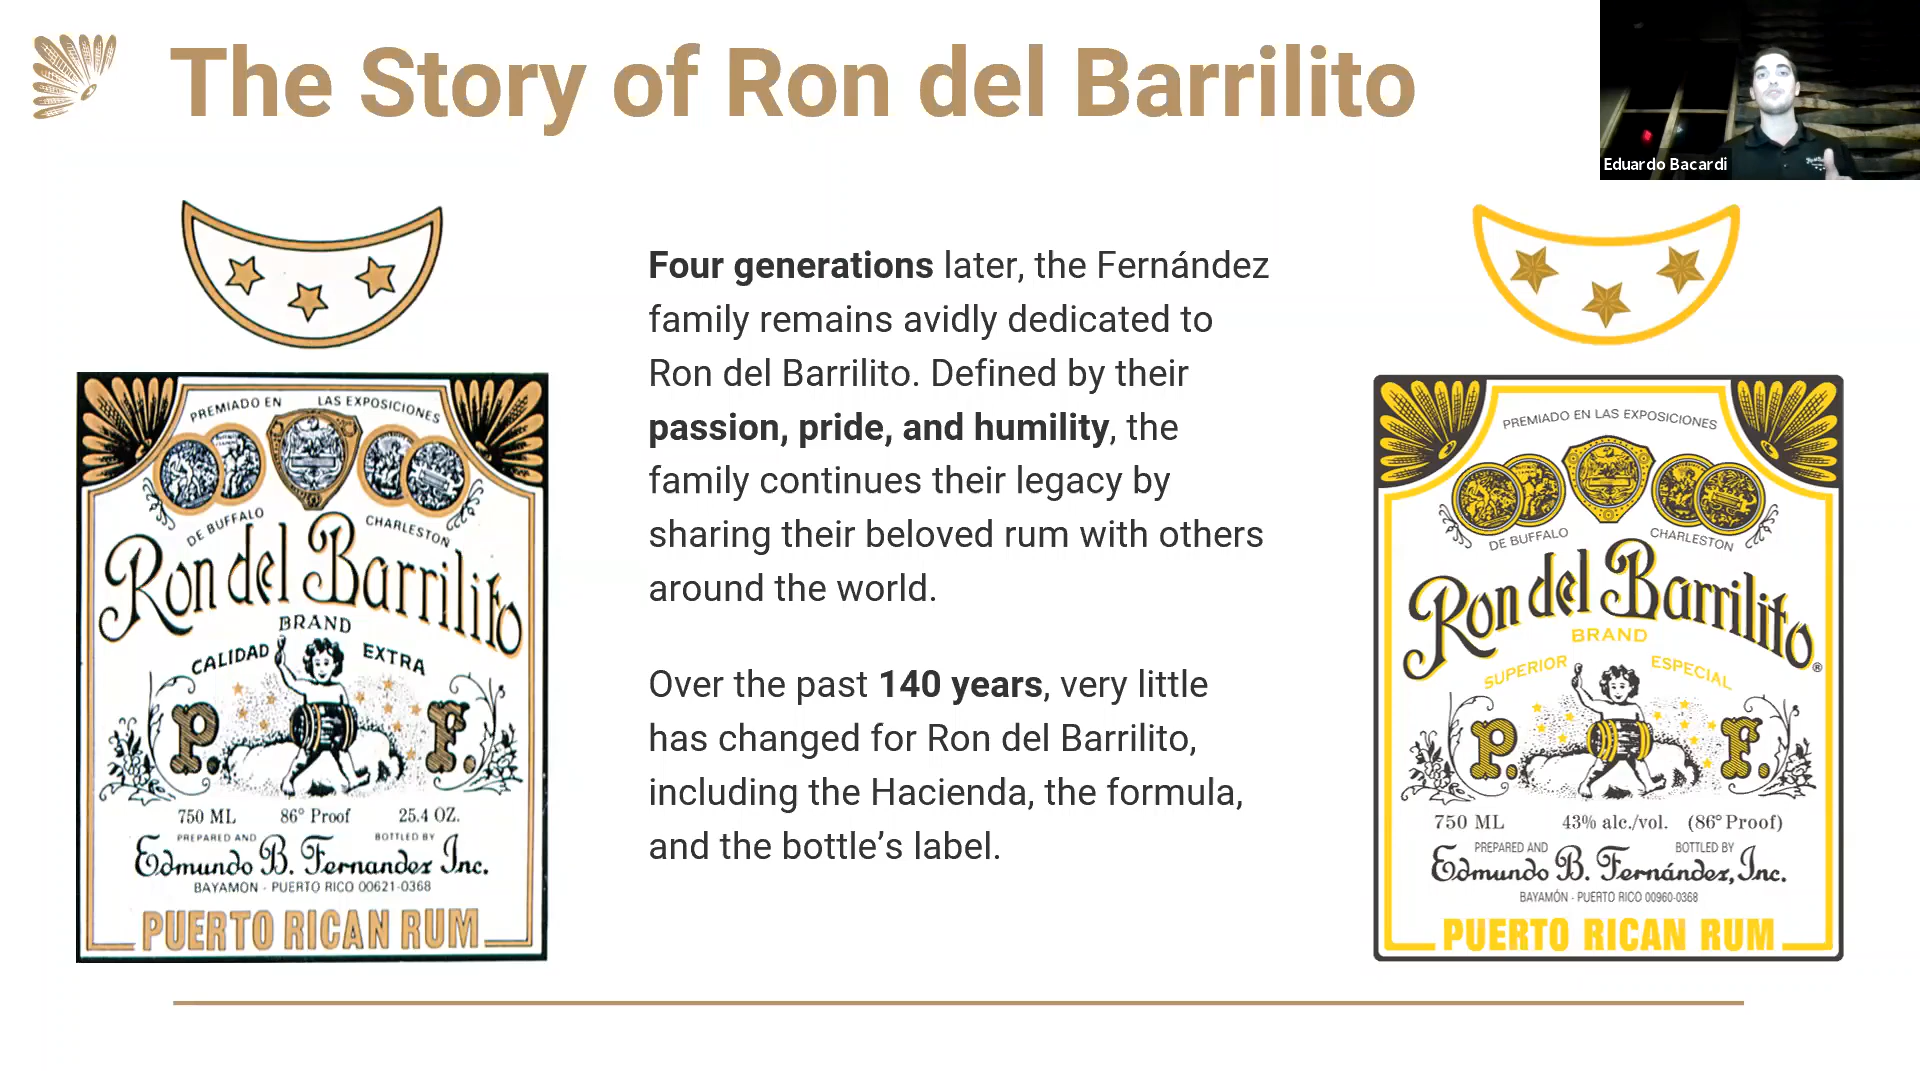 The Story of Ron del Barrilito
Eduardo Bacardi
Four generations later, the Fernández
family remains avidly dedicated to
Ron del Barrilito. Defined by their
passion, pride, and humility, the
family continues their legacy by
sharing their beloved rum with others
around the world.
Over the past 140 years, very little
has changed for Ron del Barrilito,
including the Hacienda, the formula,
and the bottle’s label.
PREMIADO EN LAS EXPOSICIONES
DE BUFFALO CHARLESTON
Ron del Barrilito
BRAND
CALIDAD EXTRA
P. F.
750 ML 86° Proof 25.4 OZ.
PREPARED AND BOTTLED BY
Edmundo B. Fernandez Inc.
BAYAMON - PUERTO RICO 00621-0368
PUERTO RICAN RUM
PREMIADO EN LAS EXPOSICIONES
DE BUFFALO CHARLESTON
Ron del Barrilito®
BRAND
SUPERIOR ESPECIAL
P. F.
750 ML 43% alc./vol. (86° Proof)
PREPARED AND BOTTLED BY
Edmundo B. Fernández, Inc.
BAYAMÓN - PUERTO RICO 00960-0368
PUERTO RICAN RUM